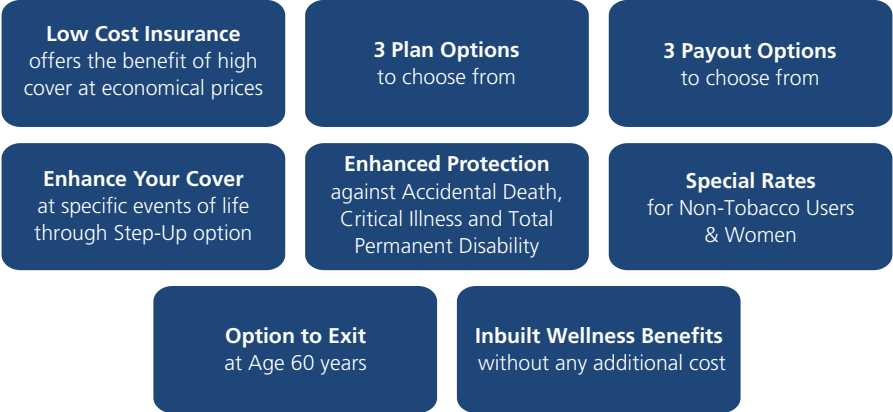 Low Cost Insurance
offers the benefit of high
cover at economical prices
3 Plan Options
to choose from
3 Payout Options
to choose from
Enhance Your Cover
at specific events of life
through Step-Up option
Enhanced Protection
against Accidental Death,
Critical Illness and Total
Permanent Disability
Special Rates
for Non-Tobacco Users
& Women
Option to Exit
at Age 60 years
Inbuilt Wellness Benefits
without any additional cost